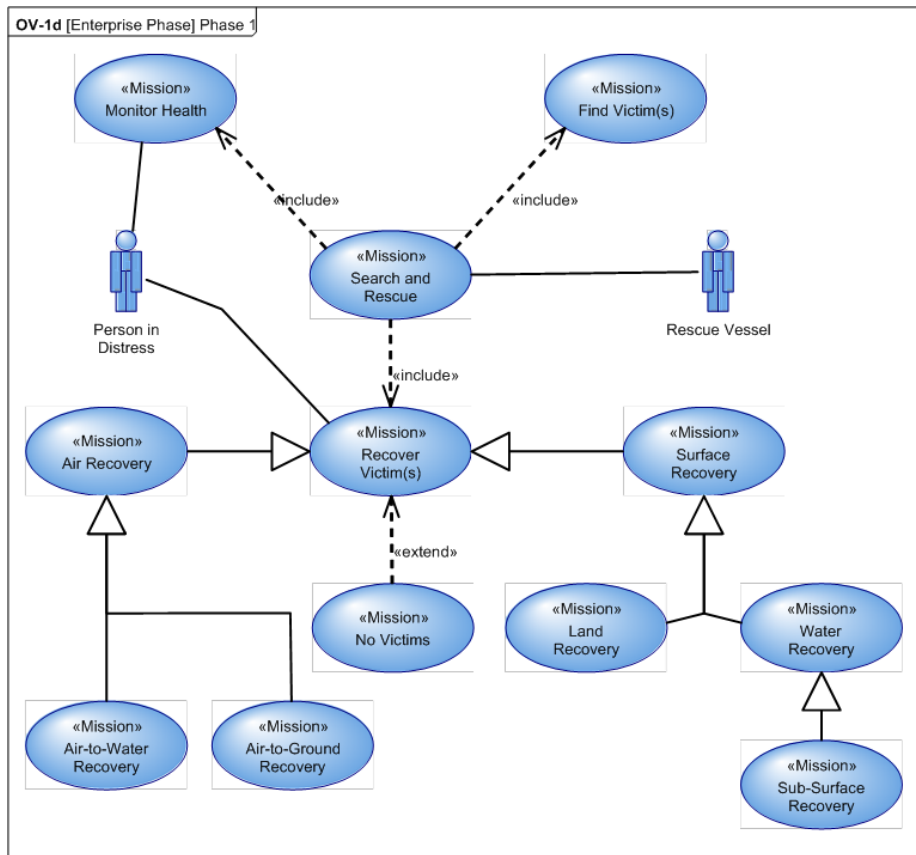 OV-1d [Enterprise Phase] Phase 1
«Mission»
Monitor Health
«Mission»
Find Victim(s)
«include»
«include»
«Mission»
Search and
Rescue
Person in
Distress
Rescue Vessel
«include»
«Mission»
Air Recovery
«Mission»
Recover
Victim(s)
«Mission»
Surface
Recovery
«extend»
«Mission»
No Victims
«Mission»
Land
Recovery
«Mission»
Water
Recovery
«Mission»
Air-to-Water
Recovery
«Mission»
Air-to-Ground
Recovery
«Mission»
Sub-Surface
Recovery